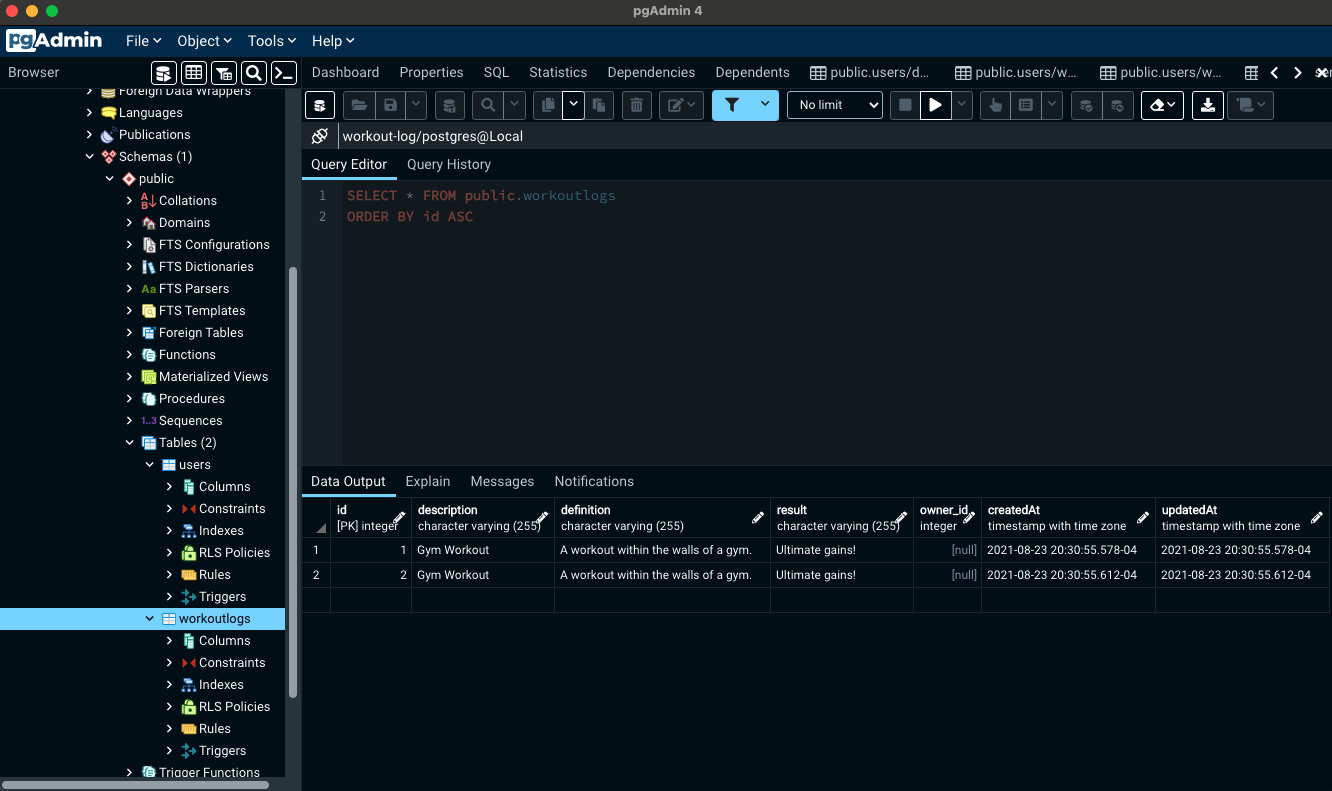 pgAdmin 4
pgAdmin File Object Tools Help
Browser
Dashboard Properties SQL Statistics Dependencies Dependents public.users/d... public.users/w... public.users/w...
No limit
workout-log/postgres@Local
Query Editor Query History
1 SELECT * FROM public.workoutlogs
2 ORDER BY id ASC
Foreign Data Wrappers
Languages
Publications
Schemas (1)
public
Collations
Domains
FTS Configurations
FTS Dictionaries
Aa FTS Parsers
FTS Templates
Foreign Tables
Functions
Materialized Views
Procedures
1..3 Sequences
Tables (2)
users
Columns
Constraints
Indexes
RLS Policies
Rules
Triggers
workoutlogs
Columns
Constraints
Indexes
RLS Policies
Rules
Triggers
Trigger Functions
Data Output Explain Messages Notifications
id description definition result owner_id createdAt updatedAt
[PK] integer character varying (255) character varying (255) character varying (255) integer timestamp with time zone timestamp with time zone
1 1 Gym Workout A workout within the walls of a gym. Ultimate gains! [null] 2021-08-23 20:30:55.578-04 2021-08-23 20:30:55.578-04
2 2 Gym Workout A workout within the walls of a gym. Ultimate gains! [null] 2021-08-23 20:30:55.612-04 2021-08-23 20:30:55.612-04